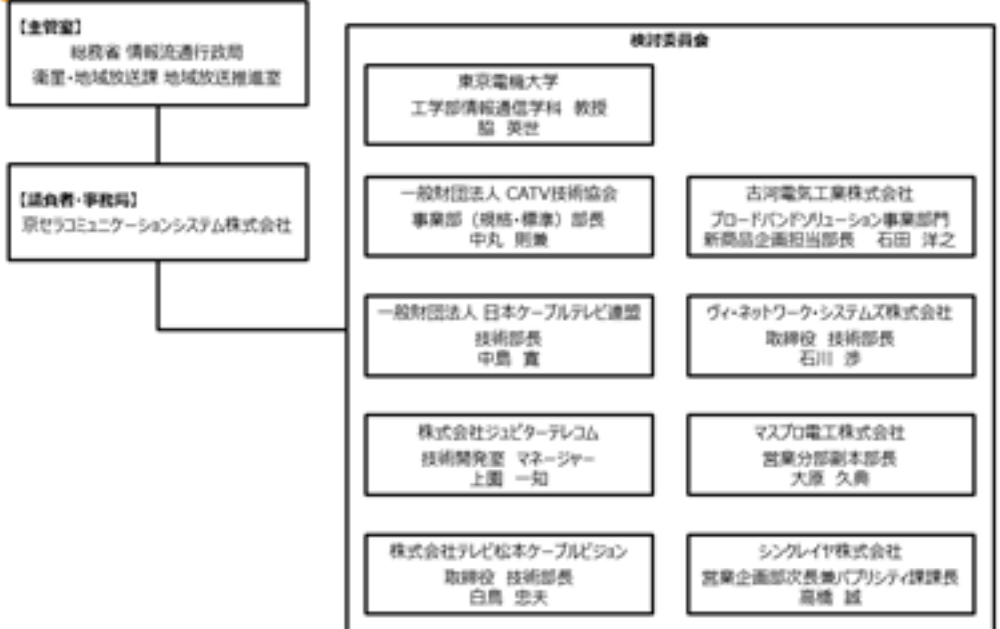 【主管室】
総務省 情報流通行政局
衛星・地域放送課 地域放送推進室
【請負者・事務局】
京セラコミュニケーションシステム株式会社
検討委員会
東京電機大学
工学部情報通信学科 教授
脇 英世
一般財団法人 CATV技術協会
事業部（規格・標準）部長
中丸 則兼
古河電気工業株式会社
ブロードバンドソリューション事業部門
新商品企画担当部長 石田 洋之
一般財団法人 日本ケーブルテレビ連盟
技術部長
中島 寛
ヴィ・ネットワーク・システムズ株式会社
取締役 技術部長
石川 渉
株式会社ジュピターテレコム
技術開発室 マネージャー
上園 一知
マスプロ電工株式会社
営業分部副本部長
大原 久典
株式会社テレビ松本ケーブルビジョン
取締役 技術部長
白鳥 忠夫
シンクレイヤ株式会社
営業企画部次長兼パブリシティ課課長
高橋 誠